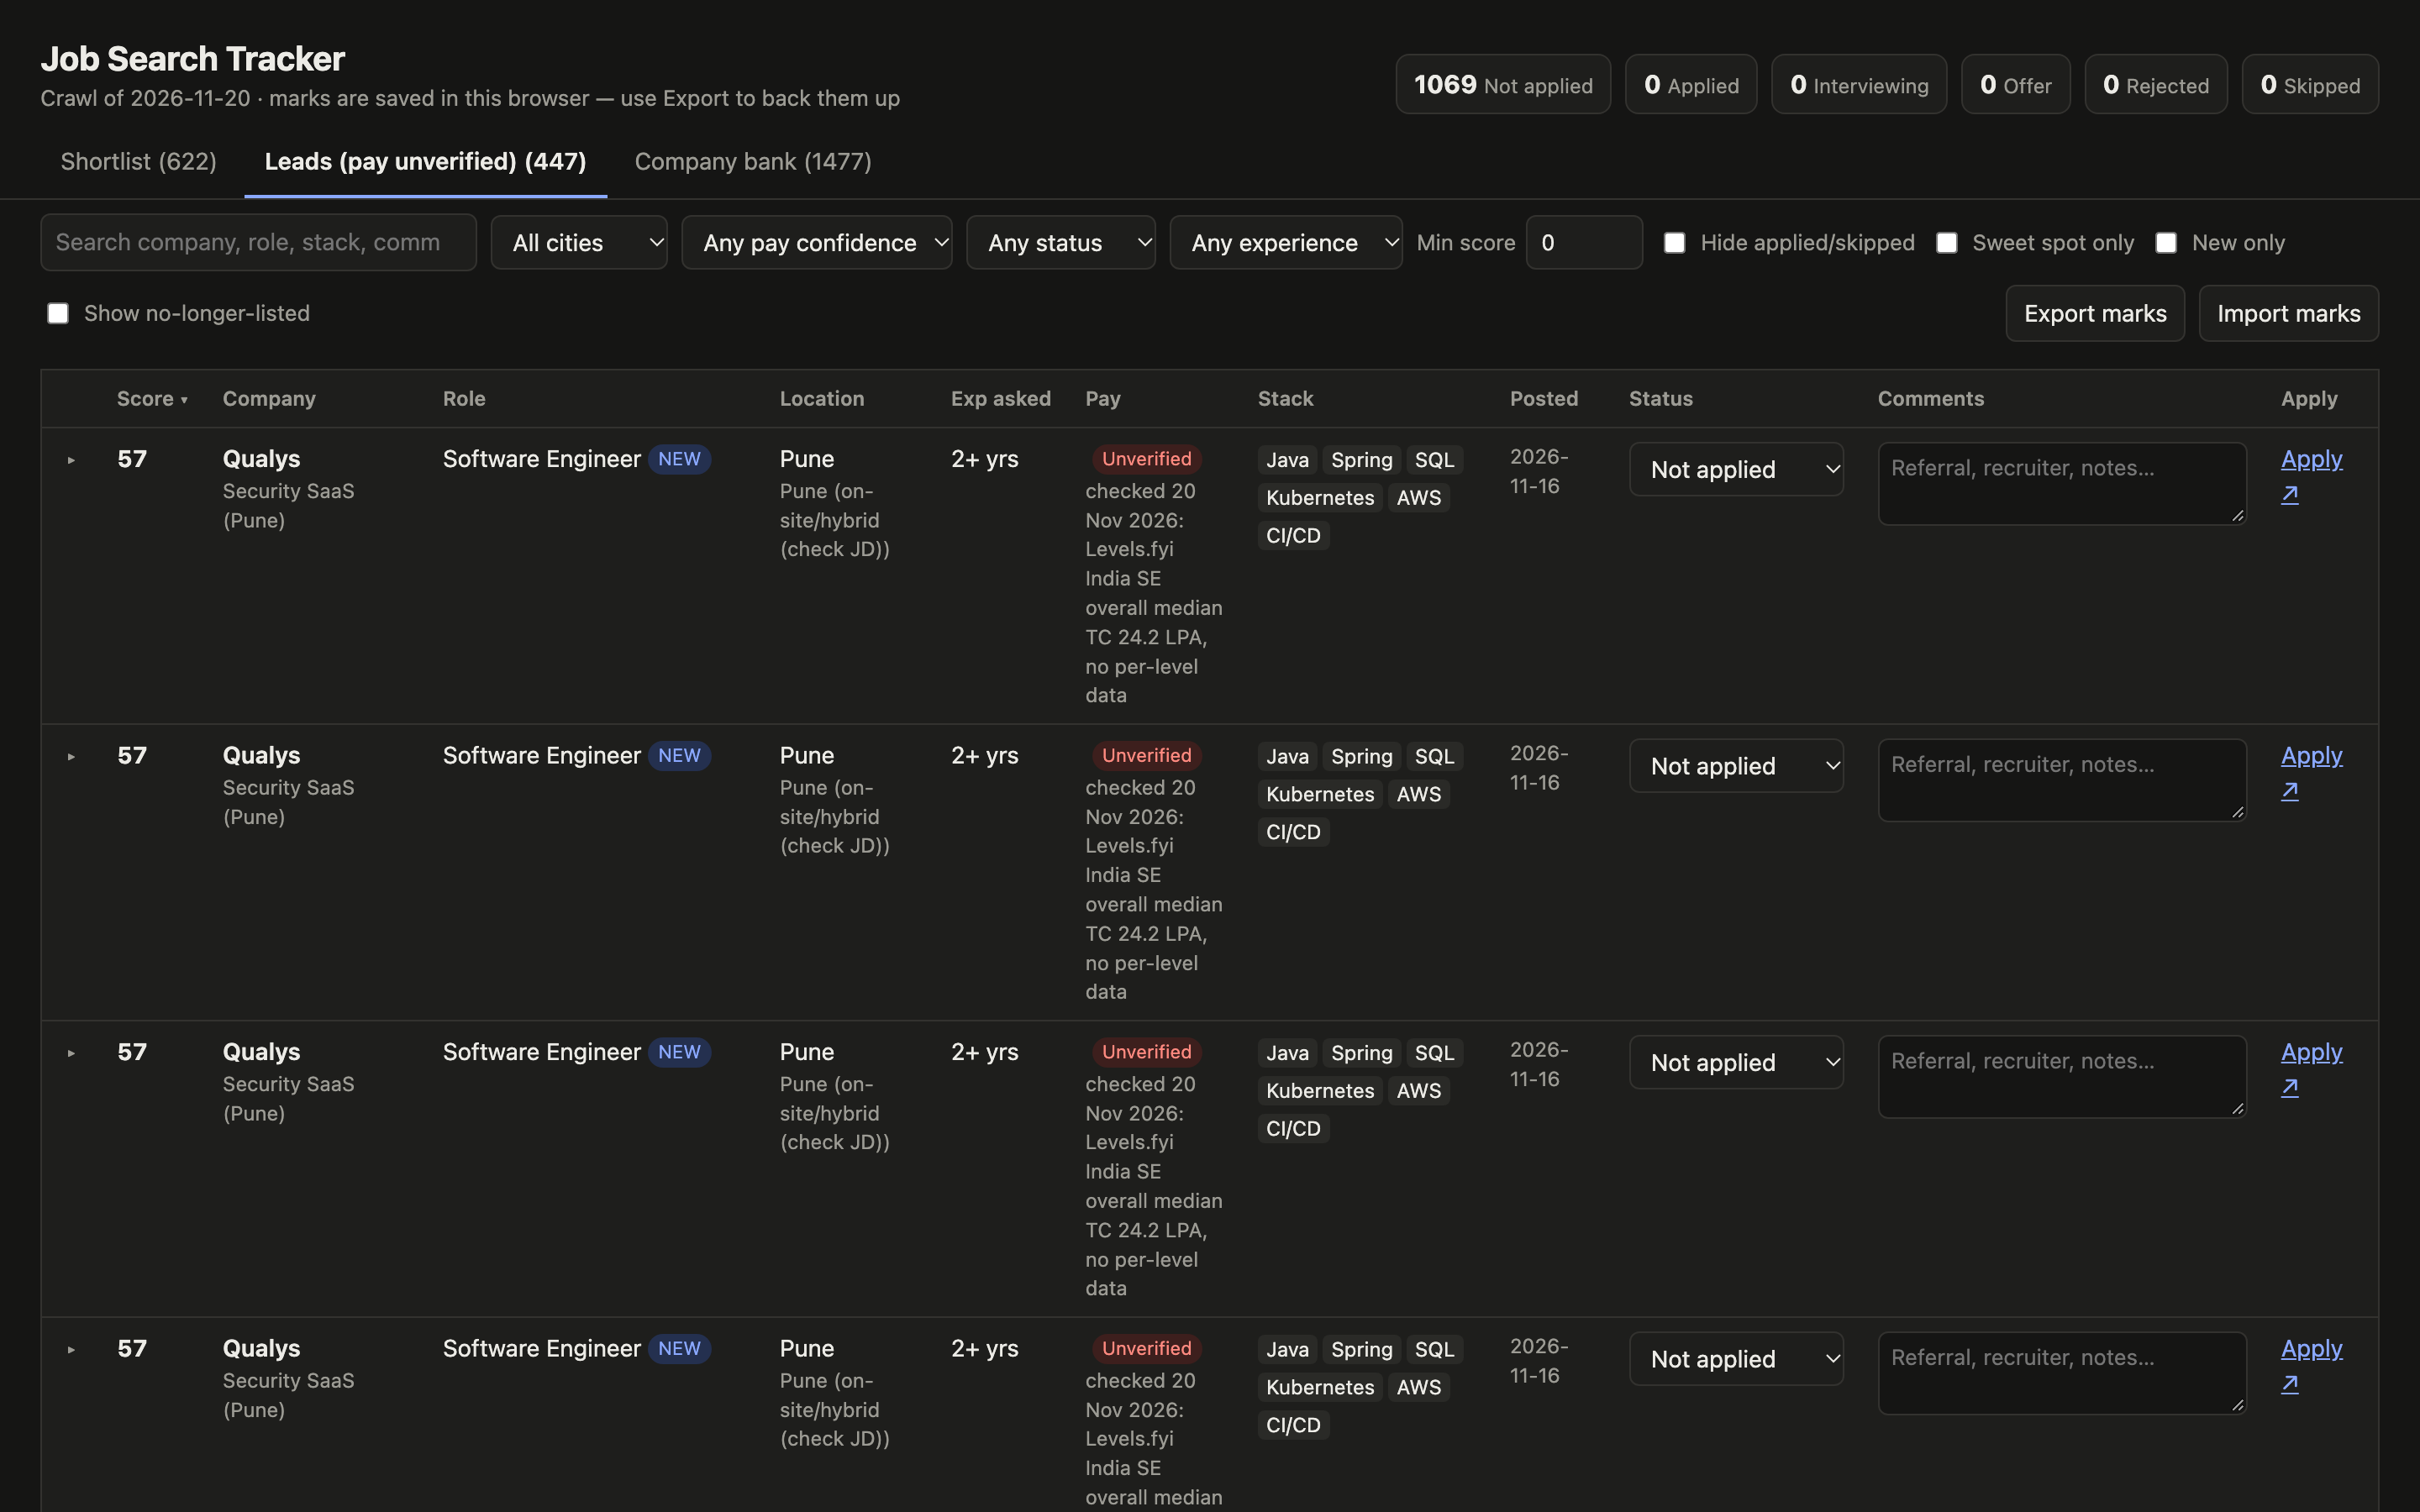 Job Search Tracker
Crawl of 2026-11-20 · marks are saved in this browser — use Export to back them up
1069 Not applied
0 Applied
0 Interviewing
0 Offer
0 Rejected
0 Skipped
Shortlist (622)
Leads (pay unverified) (447)
Company bank (1477)
Search company, role, stack, comm
All cities
Any pay confidence
Any status
Any experience
Min score
0
Hide applied/skipped
Sweet spot only
New only
Show no-longer-listed
Export marks
Import marks
Score ▾ Company Role Location Exp asked Pay Stack Posted Status Comments Apply
▸ 57
Qualys
Security SaaS
(Pune)
Software Engineer NEW
Pune
Pune (on-
site/hybrid
(check JD))
2+ yrs
Unverified
checked 20
Nov 2026:
Levels.fyi
India SE
overall median
TC 24.2 LPA,
no per-level
data
Java Spring SQL
Kubernetes AWS
CI/CD
2026-
11-16
Not applied
Referral, recruiter, notes...
Apply
↗
▸ 57
Qualys
Security SaaS
(Pune)
Software Engineer NEW
Pune
Pune (on-
site/hybrid
(check JD))
2+ yrs
Unverified
checked 20
Nov 2026:
Levels.fyi
India SE
overall median
TC 24.2 LPA,
no per-level
data
Java Spring SQL
Kubernetes AWS
CI/CD
2026-
11-16
Not applied
Referral, recruiter, notes...
Apply
↗
▸ 57
Qualys
Security SaaS
(Pune)
Software Engineer NEW
Pune
Pune (on-
site/hybrid
(check JD))
2+ yrs
Unverified
checked 20
Nov 2026:
Levels.fyi
India SE
overall median
TC 24.2 LPA,
no per-level
data
Java Spring SQL
Kubernetes AWS
CI/CD
2026-
11-16
Not applied
Referral, recruiter, notes...
Apply
↗
▸ 57
Qualys
Security SaaS
(Pune)
Software Engineer NEW
Pune
Pune (on-
site/hybrid
(check JD))
2+ yrs
Unverified
checked 20
Nov 2026:
Levels.fyi
India SE
overall median
Java Spring SQL
Kubernetes AWS
CI/CD
2026-
11-16
Not applied
Referral, recruiter, notes...
Apply
↗